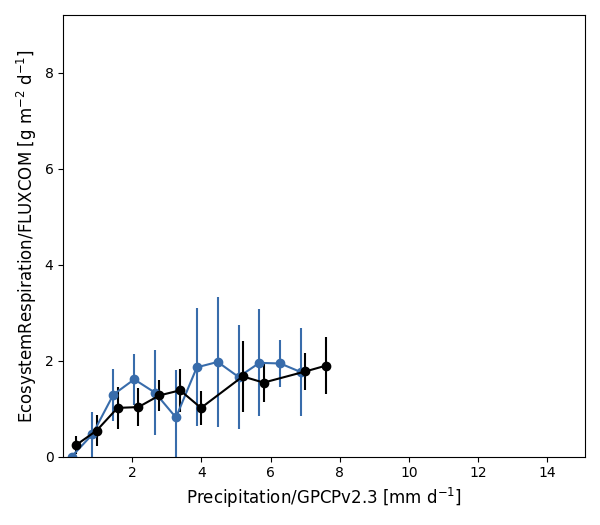 EcosystemRespiration/FLUXCOM [g m⁻² d⁻¹]
8
6
4
2
0
2 4 6 8 10 12 14
Precipitation/GPCPv2.3 [mm d⁻¹]